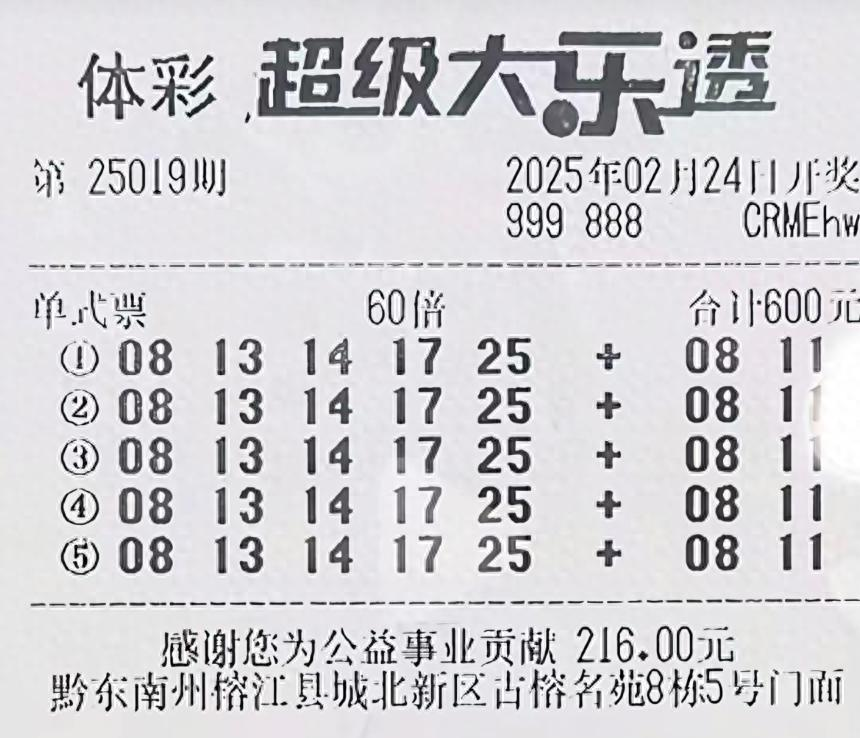 体彩 超级大乐透
第 25019期 2025年02月24日开奖
999 888 CRMEhw
单式票 60倍 合计600元
① 08 13 14 17 25 + 08 11
② 08 13 14 17 25 + 08 11
③ 08 13 14 17 25 + 08 11
④ 08 13 14 17 25 + 08 11
⑤ 08 13 14 17 25 + 08 11
感谢您为公益事业贡献 216.00元
黔东南州榕江县城北新区古榕名苑8栋5号门面